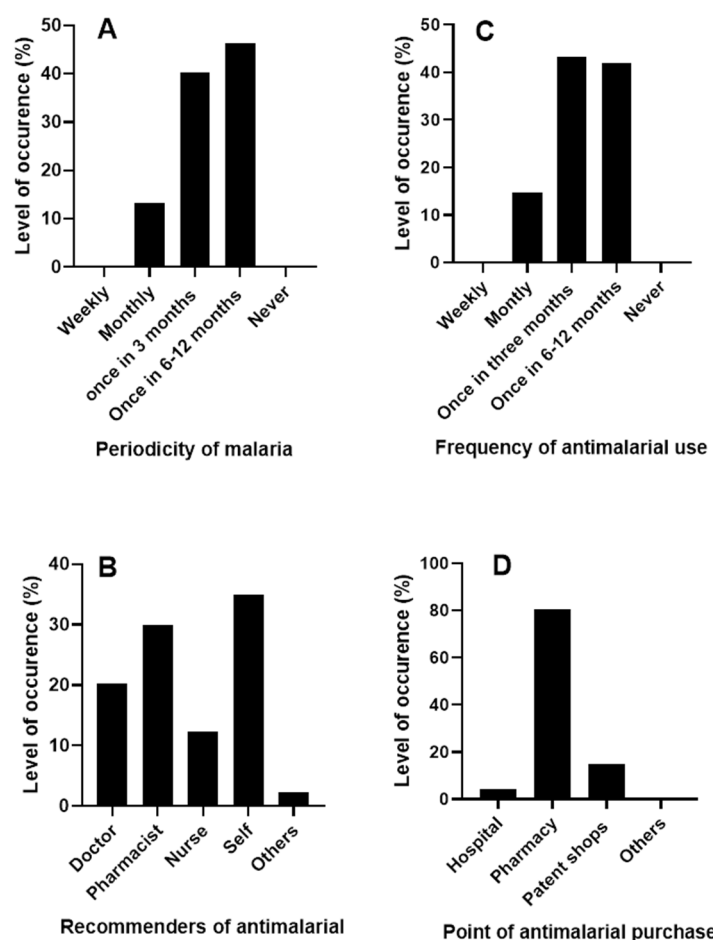 A
Level of occurence (%)
50
40
30
20
10
0
Weekly
Monthly
once in 3 months
Once in 6-12 months
Never
Periodicity of malaria
C
Level of occurence (%)
50
40
30
20
10
0
Weekly
Montly
Once in three months
Once in 6-12 months
Never
Frequency of antimalarial use
B
Level of occurence (%)
40
30
20
10
0
Doctor
Pharmacist
Nurse
Self
Others
Recommenders of antimalarial
D
Level of occurence (%)
100
80
60
40
20
0
Hospital
Pharmacy
Patent shops
Others
Point of antimalarial purchase